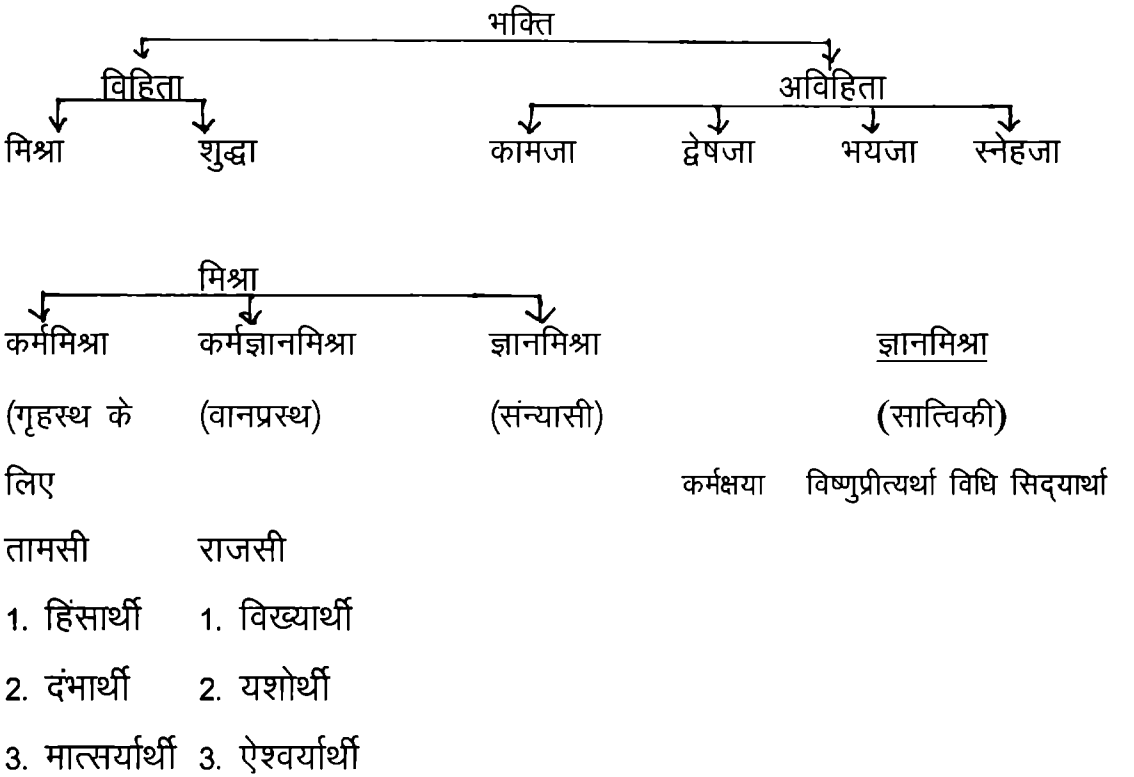 भक्ति
विहिता अविहिता
मिश्रा शुद्धा कामजा द्वेषजा भयजा स्नेहजा
मिश्रा
कर्ममिश्रा कर्मज्ञानमिश्रा ज्ञानमिश्रा ज्ञानमिश्रा
(गृहस्थ के (वानप्रस्थ) (संन्यासी) (सात्विकी)
लिए कर्मक्षया विष्णुप्रीत्यर्था विधि सिद्यार्था
तामसी राजसी
1. हिंसार्थी 1. विख्यार्थी
2. दंभार्थी 2. यशोर्थी
3. मात्सर्यार्थी 3. ऐश्वर्यार्थी